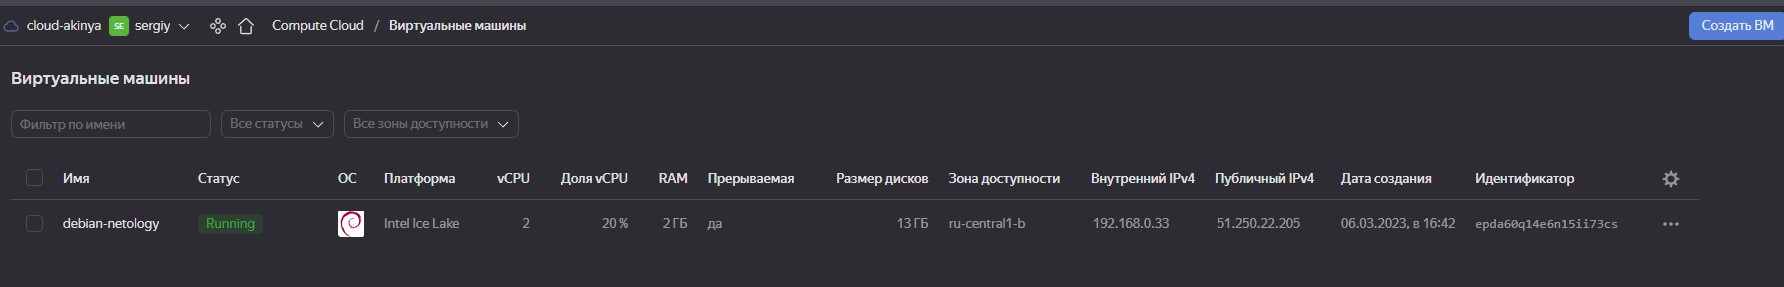 cloud-akinya SE sergiy Compute Cloud / Виртуальные машины Создать ВМ
Виртуальные машины
Фильтр по имени Все статусы Все зоны доступности
Имя Статус ОС Платформа vCPU Доля vCPU RAM Прерываемая Размер дисков Зона доступности Внутренний IPv4 Публичный IPv4 Дата создания Идентификатор
debian-netology Running Intel Ice Lake 2 20 % 2 ГБ да 13 ГБ ru-central1-b 192.168.0.33 51.250.22.205 06.03.2023, в 16:42 epda60q14e6n15ii73cs